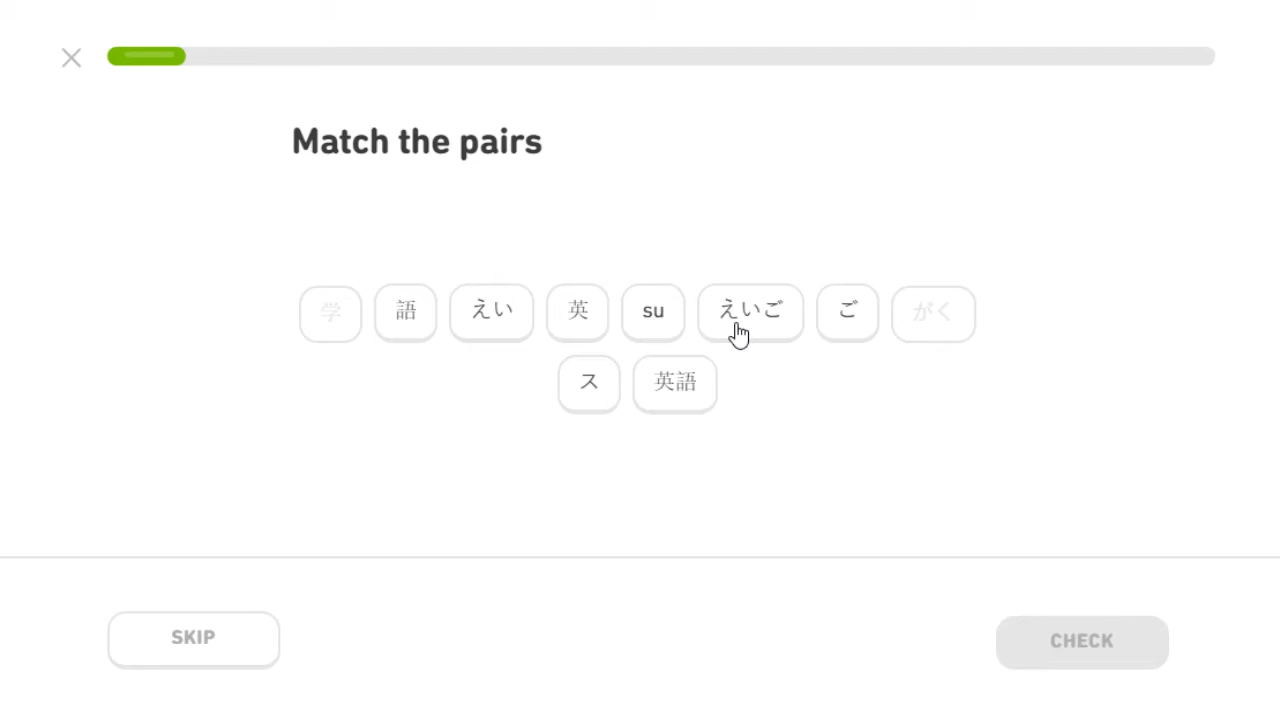 Match the pairs
学 語 えい 英 su えいご ご がく
ス 英語
SKIP CHECK